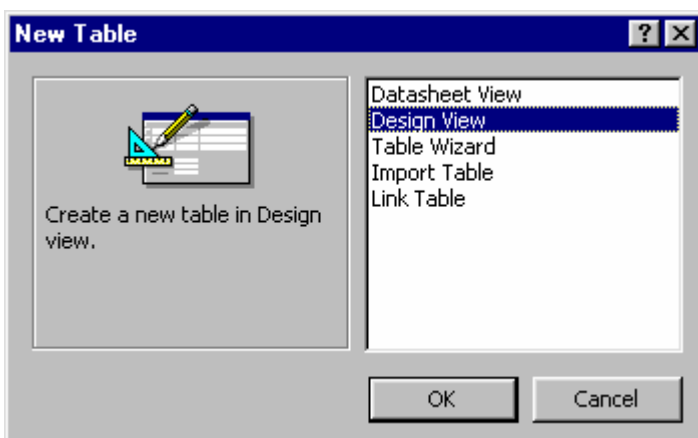 New Table
Create a new table in Design
view.
Datasheet View
Design View
Table Wizard
Import Table
Link Table
OK
Cancel